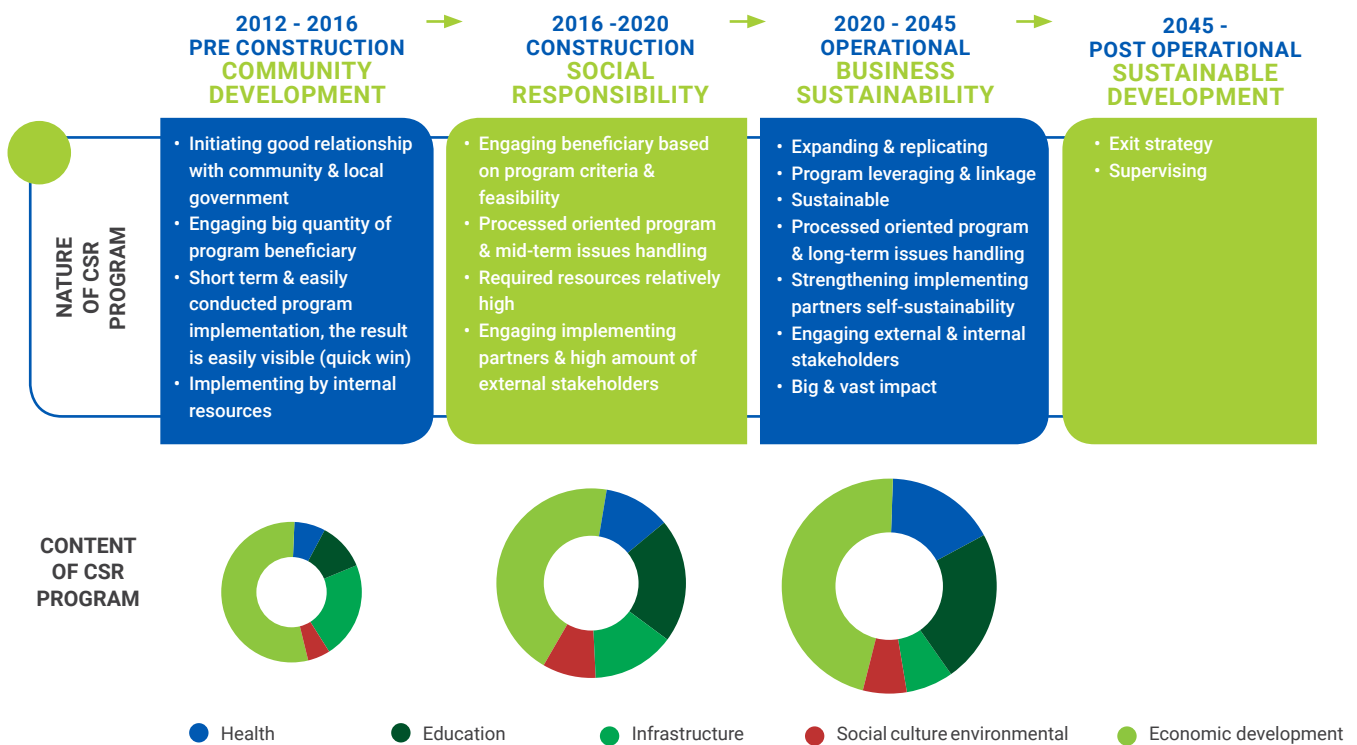 2012 - 2016
PRE CONSTRUCTION
COMMUNITY
DEVELOPMENT
2016 -2020
CONSTRUCTION
SOCIAL
RESPONSIBILITY
2020 - 2045
OPERATIONAL
BUSINESS
SUSTAINABILITY
2045 -
POST OPERATIONAL
SUSTAINABLE
DEVELOPMENT
NATURE
OF CSR
PROGRAM
• Initiating good relationship
with community & local
government
• Engaging big quantity of
program beneficiary
• Short term & easily
conducted program
implementation, the result
is easily visible (quick win)
• Implementing by internal
resources
• Engaging beneficiary based
on program criteria &
feasibility
• Processed oriented program
& mid-term issues handling
• Required resources relatively
high
• Engaging implementing
partners & high amount of
external stakeholders
• Expanding & replicating
• Program leveraging & linkage
• Sustainable
• Processed oriented program
& long-term issues handling
• Strengthening implementing
partners self-sustainability
• Engaging external & internal
stakeholders
• Big & vast impact
• Exit strategy
• Supervising
CONTENT
OF CSR
PROGRAM
Health
Education
Infrastructure
Social culture environmental
Economic development